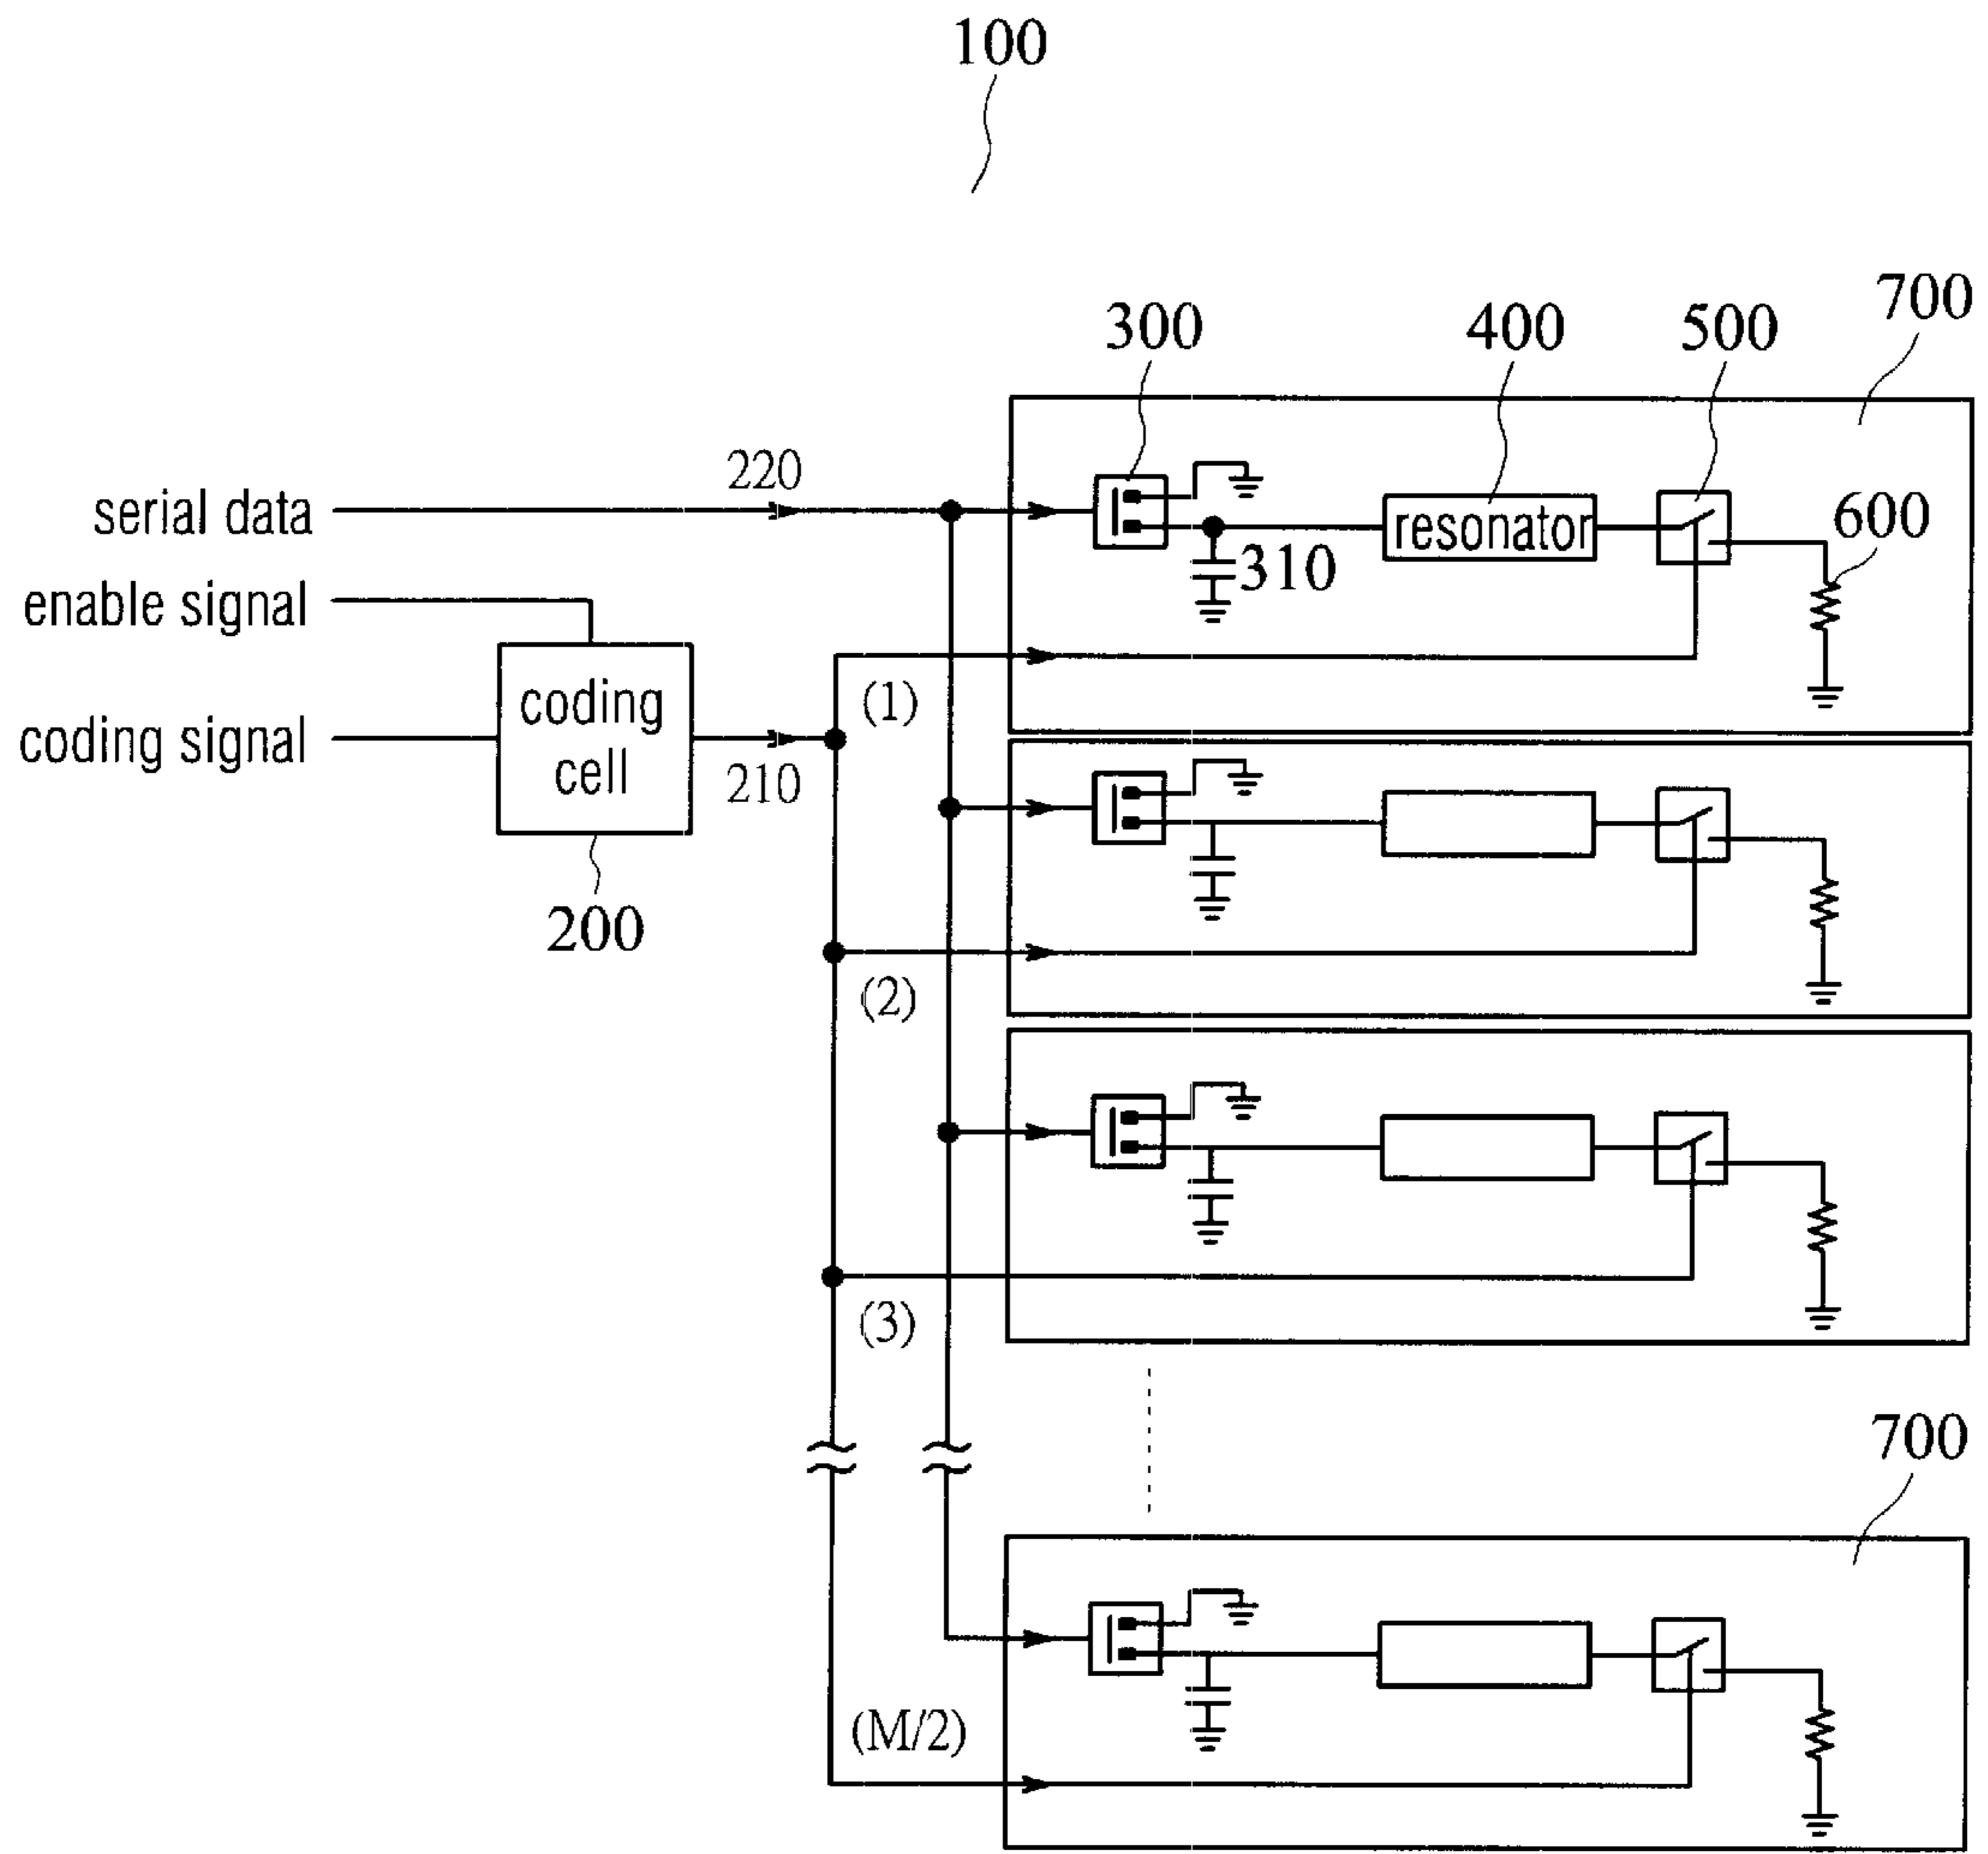 100
700
300
400
500
220
serial data
resonator
600
310
enable signal
coding signal
coding
cell
(1)
210
200
(2)
(3)
700
(M/2)